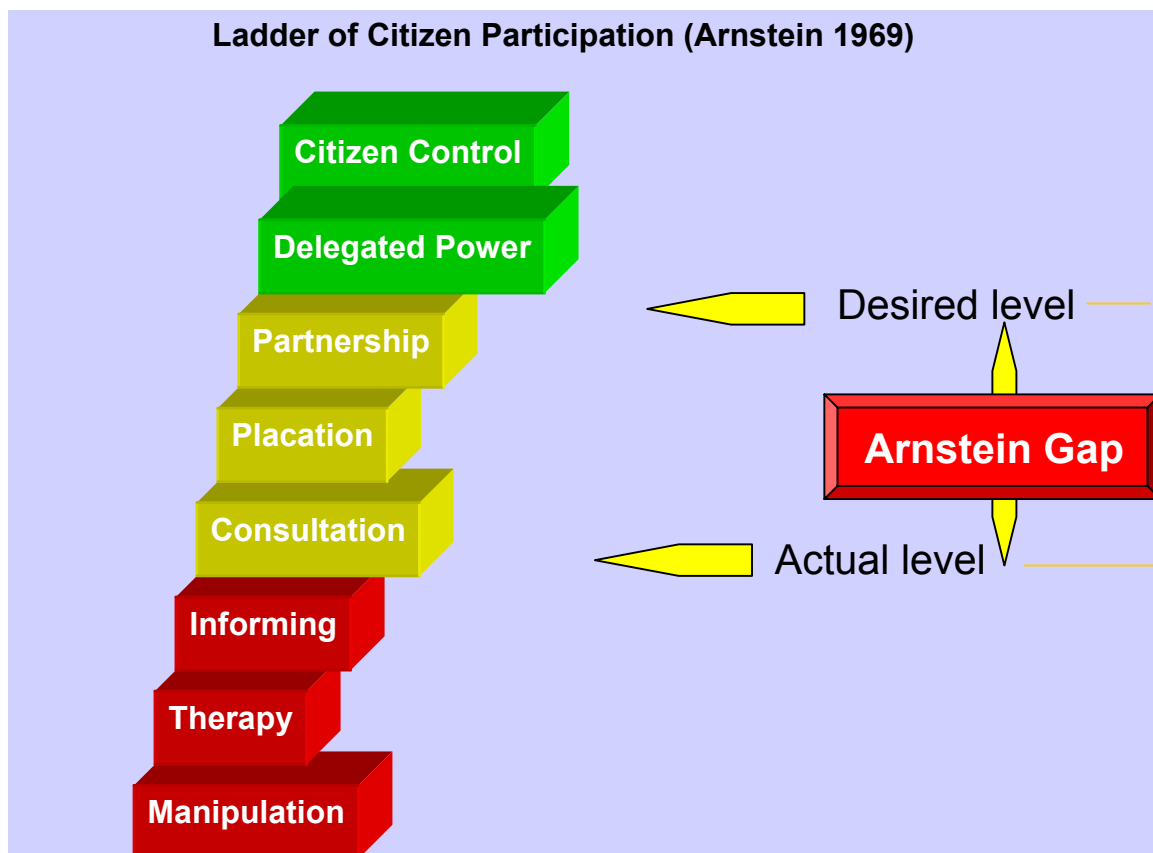 Ladder of Citizen Participation (Arnstein 1969)
Citizen Control
Delegated Power
Desired level
Partnership
Placation
Arnstein Gap
Consultation
Actual level
Informing
Therapy
Manipulation